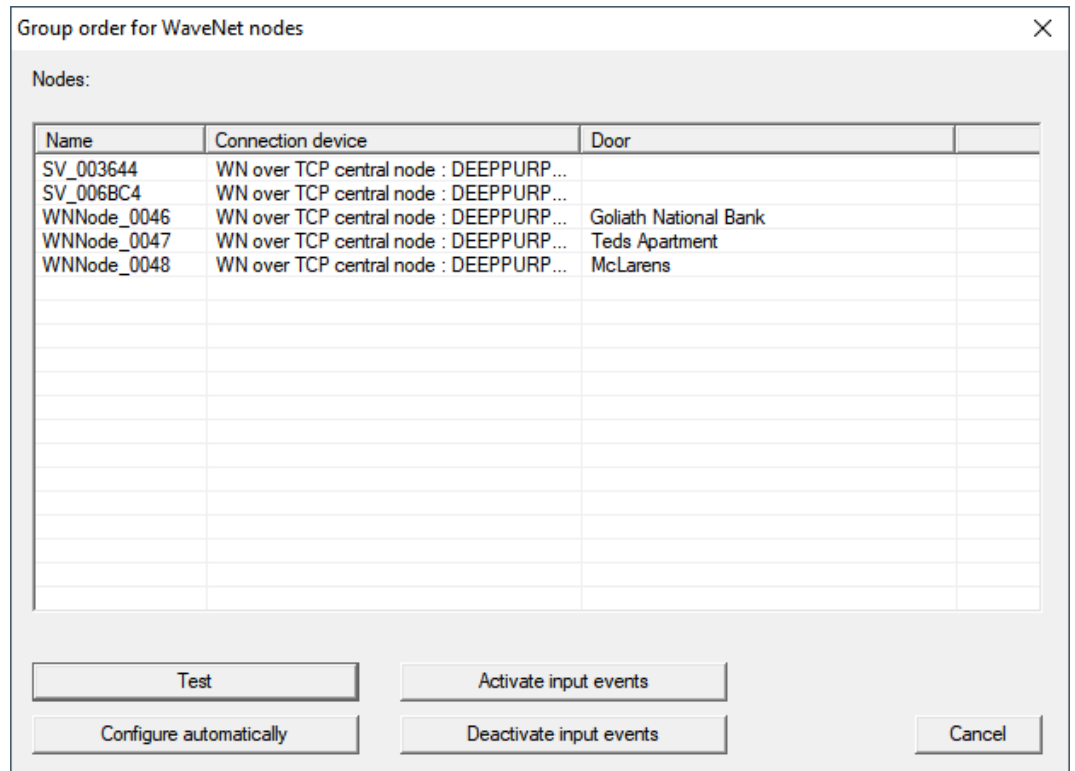 Group order for WaveNet nodes
Nodes:
Name Connection device Door
SV_003644 WN over TCP central node : DEEPPURP...
SV_006BC4 WN over TCP central node : DEEPPURP...
WNNode_0046 WN over TCP central node : DEEPPURP... Goliath National Bank
WNNode_0047 WN over TCP central node : DEEPPURP... Teds Apartment
WNNode_0048 WN over TCP central node : DEEPPURP... McLarens
Test Activate input events
Configure automatically Deactivate input events Cancel